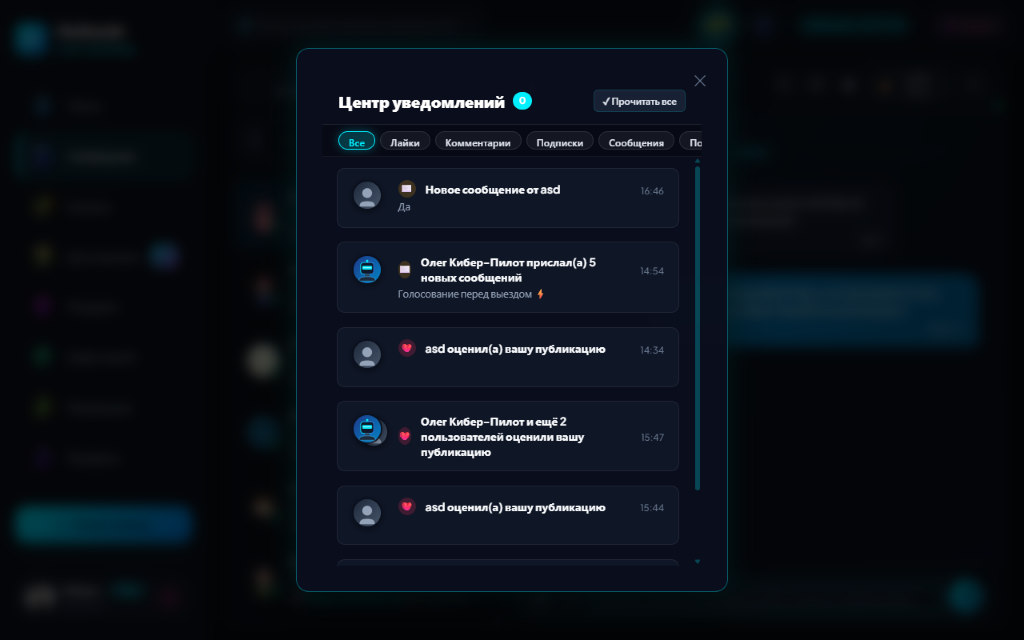 Центр уведомлений 0
✓ Прочитать все
Все Лайки Комментарии Подписки Сообщения По
Новое сообщение от asd 16:46
Да
Олег Кибер-Пилот прислал(а) 5
новых сообщений
14:54
Голосование перед выездом ⚡
asd оценил(а) вашу публикацию 14:34
Олег Кибер-Пилот и ещё 2
пользователей оценили вашу
публикацию
15:47
asd оценил(а) вашу публикацию 15:44